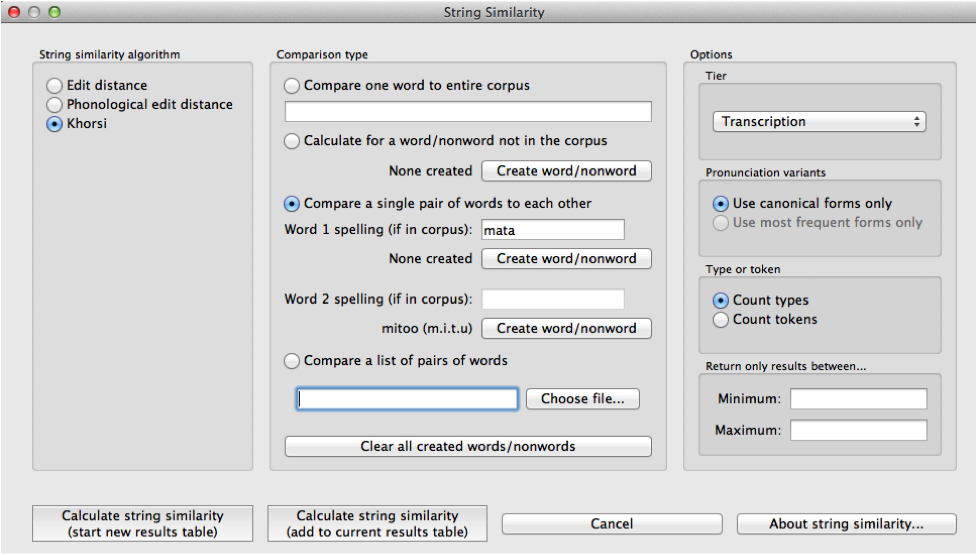 String Similarity
String similarity algorithm
Edit distance
Phonological edit distance
Khorsi
Comparison type
Compare one word to entire corpus
Calculate for a word/nonword not in the corpus
None created Create word/nonword
Compare a single pair of words to each other
Word 1 spelling (if in corpus): mata
None created Create word/nonword
Word 2 spelling (if in corpus):
mitoo (m.i.t.u) Create word/nonword
Compare a list of pairs of words
Choose file...
Clear all created words/nonwords
Options
Tier
Transcription
Pronunciation variants
Use canonical forms only
Use most frequent forms only
Type or token
Count types
Count tokens
Return only results between...
Minimum:
Maximum:
Calculate string similarity
(start new results table)
Calculate string similarity
(add to current results table)
Cancel
About string similarity...